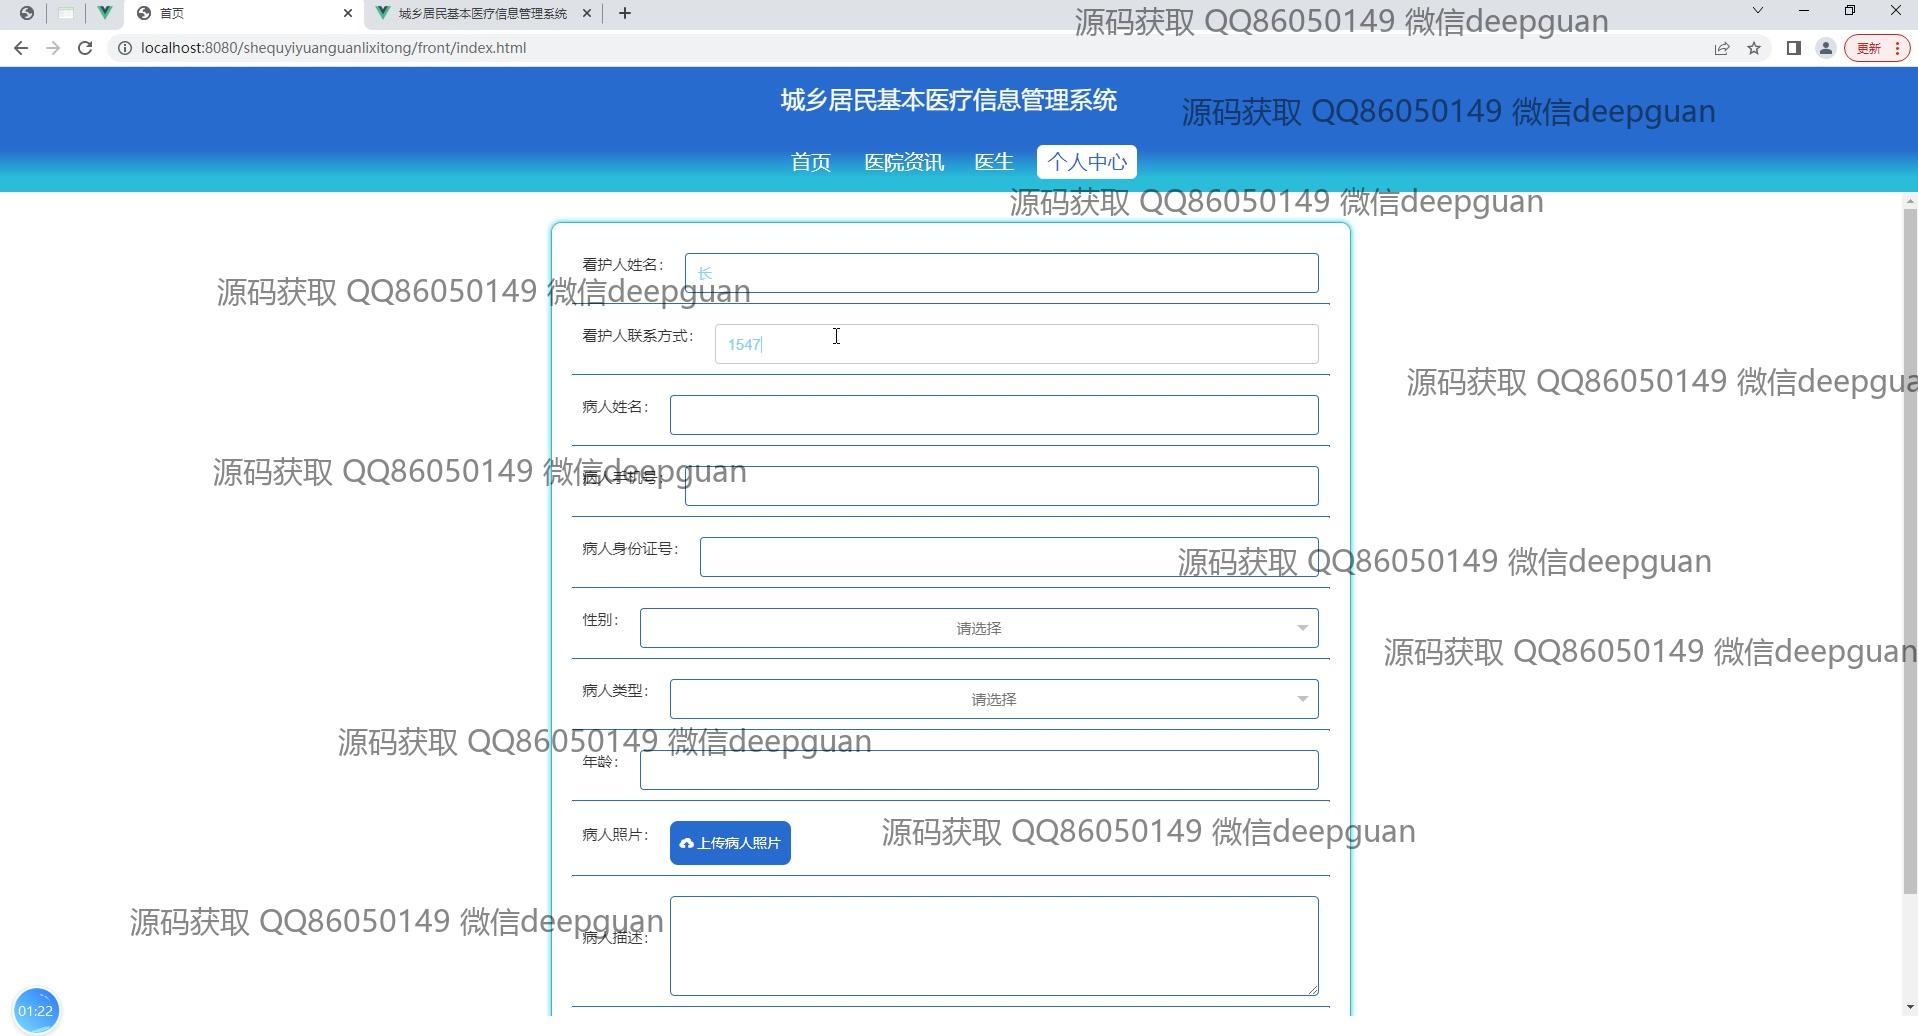 首页
城乡居民基本医疗信息管理系统
源码获取 QQ86050149 微信deepguan
localhost:8080/shequyiyuanguanlixitong/front/index.html
更新
城乡居民基本医疗信息管理系统
源码获取 QQ86050149 微信deepguan
首页 医院资讯 医生 个人中心
源码获取 QQ86050149 微信deepguan
看护人姓名：
长
源码获取 QQ86050149 微信deepguan
看护人联系方式：
1547
源码获取 QQ86050149 微信deepgua
病人姓名：
源码获取 QQ86050149 微信deepguan
病人手机号：
病人身份证号：
源码获取 QQ86050149 微信deepguan
性别：
请选择
源码获取 QQ86050149 微信deepguan
病人类型：
请选择
源码获取 QQ86050149 微信deepguan
年龄：
病人照片：
上传病人照片
源码获取 QQ86050149 微信deepguan
源码获取 QQ86050149 微信deepguan
病人描述：
01:22